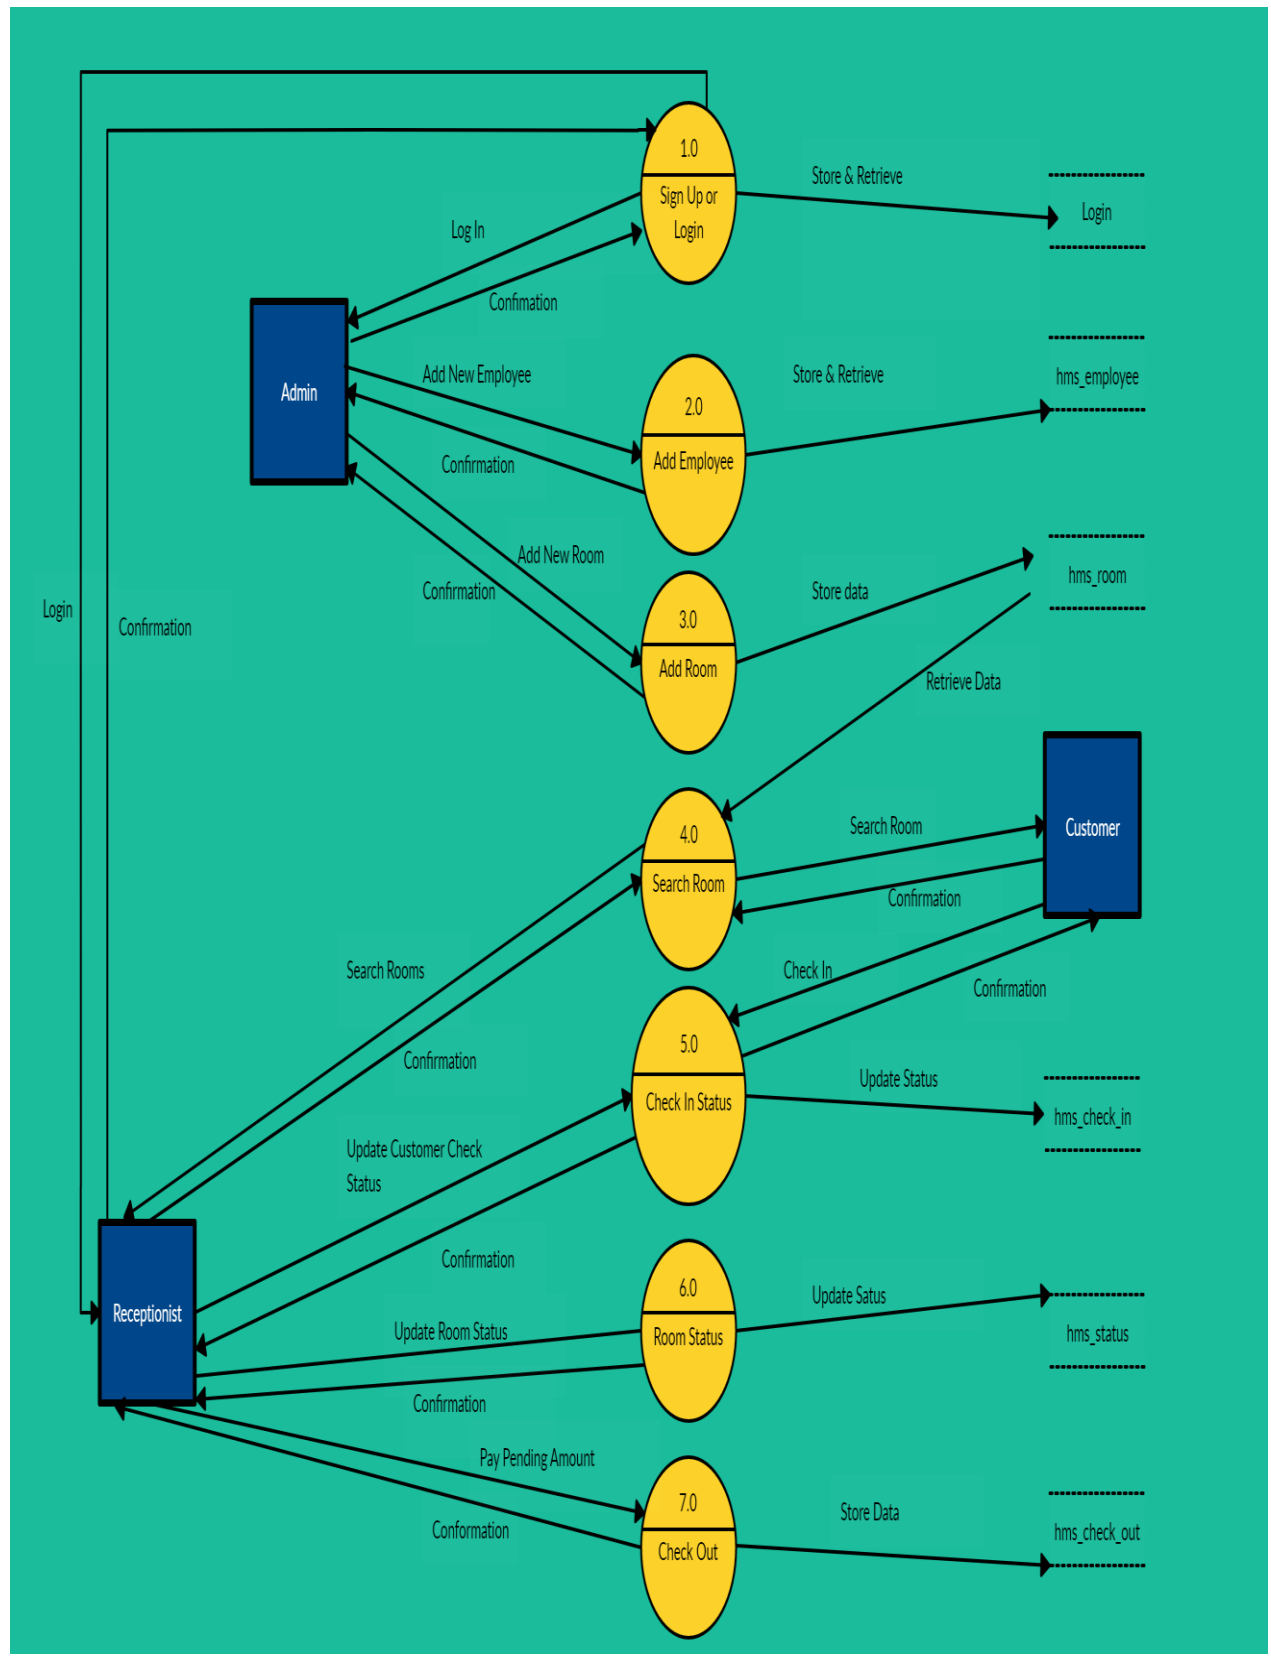 1.0
Store & Retrieve
Sign Up or
Login
Login
Log In
Confimation
Add New Employee
Store & Retrieve
hms_employee
Admin
2.0
Add Employee
Confirmation
Add New Room
hms_room
Confirmation
Store data
Login
Confirmation
3.0
Add Room
Retrieve Data
Search Room
Customer
4.0
Search Room
Confirmation
Search Rooms
Check In
Confirmation
5.0
Confirmation
Update Status
Check In Status
hms_check_in
Update Customer Check
Status
Confirmation
6.0
Update Satus
Receptionist
Update Room Status
Room Status
hms_status
Confirmation
Pay Pending Amount
7.0
Store Data
Conformation
hms_check_out
Check Out